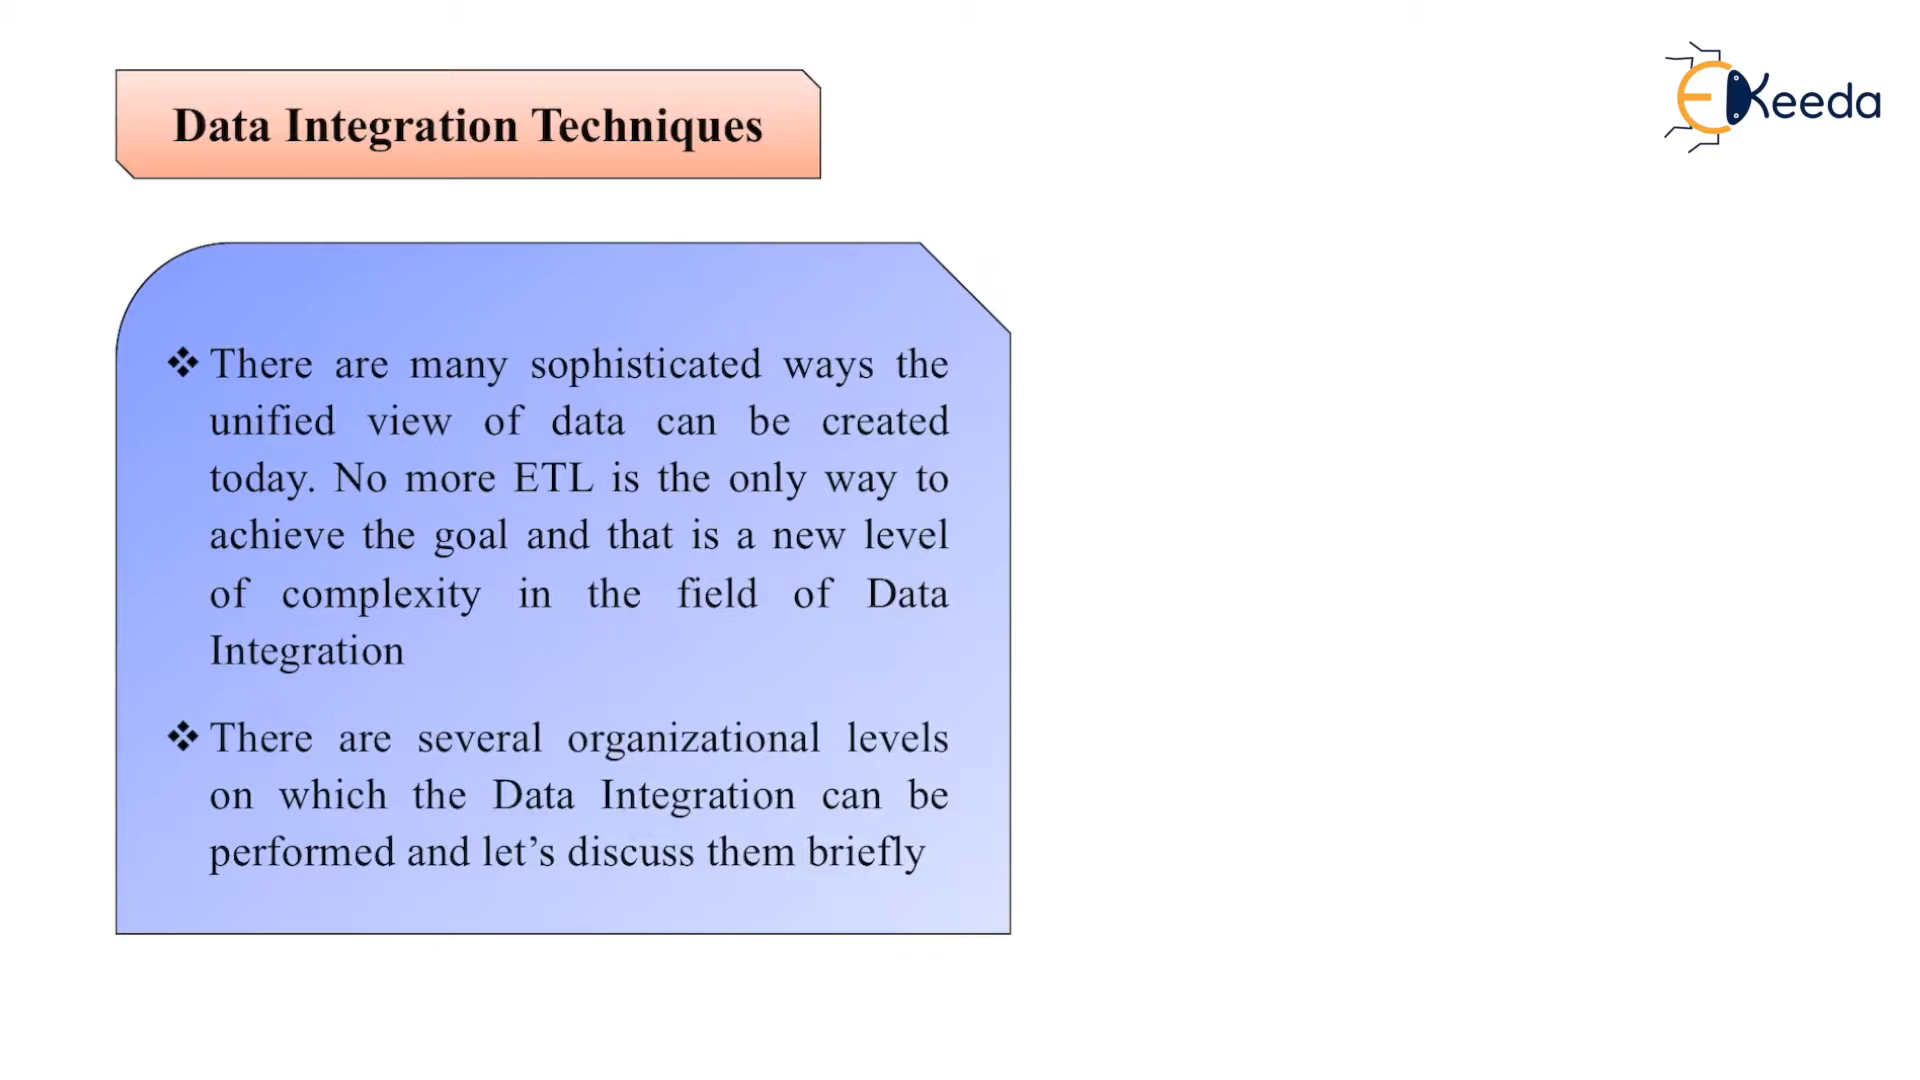 Data Integration Techniques
EKeeda
❖ There are many sophisticated ways the
unified view of data can be created
today. No more ETL is the only way to
achieve the goal and that is a new level
of complexity in the field of Data
Integration
❖ There are several organizational levels
on which the Data Integration can be
performed and let’s discuss them briefly